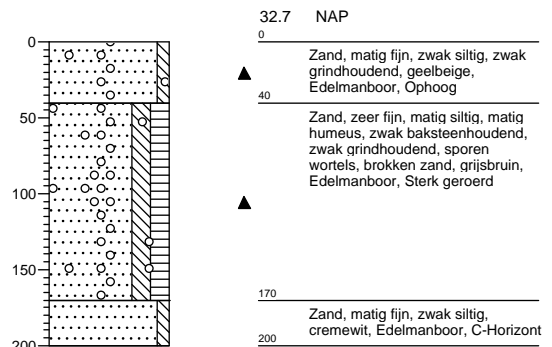 32.7 NAP
0
0
Zand, matig fijn, zwak siltig, zwak
grindhoudend, geelbeige,
Edelmanboor, Ophoog
40
50
Zand, zeer fijn, matig siltig, matig
humeus, zwak baksteenhoudend,
zwak grindhoudend, sporen
wortels, brokken zand, grijsbruin,
Edelmanboor, Sterk geroerd
100
150
170
Zand, matig fijn, zwak siltig,
cremewit, Edelmanboor, C-Horizont
200
200